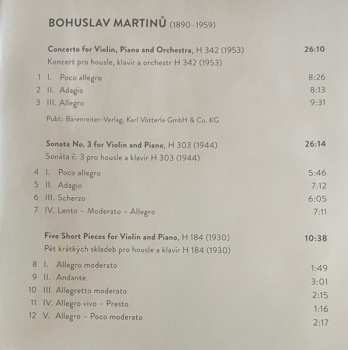 BOHUSLAV MARTINŮ (1890–1959)
Concerto for Violin, Piano and Orchestra, H 342 (1953) 26:10
Koncert pro housle, klavír a orchestr H 342 (1953)
1 I. Poco allegro 8:26
2 II. Adagio 8:13
3 III. Allegro 9:31
Publ.: Bärenreiter-Verlag, Karl Vötterle GmbH & Co. KG
Sonata No. 3 for Violin and Piano, H 303 (1944) 26:14
Sonáta č. 3 pro housle a klavír H 303 (1944)
4 I. Poco allegro 5:46
5 II. Adagio 7:12
6 III. Scherzo 6:05
7 IV. Lento – Moderato – Allegro 7:11
Five Short Pieces for Violin and Piano, H 184 (1930) 10:38
Pět krátkých skladeb pro housle a klavír H 184 (1930)
8 I. Allegro moderato 1:49
9 II. Andante 3:01
10 III. Allegretto moderato 2:15
11 IV. Allegro vivo – Presto 1:16
12 V. Allegro – Poco moderato 2:17